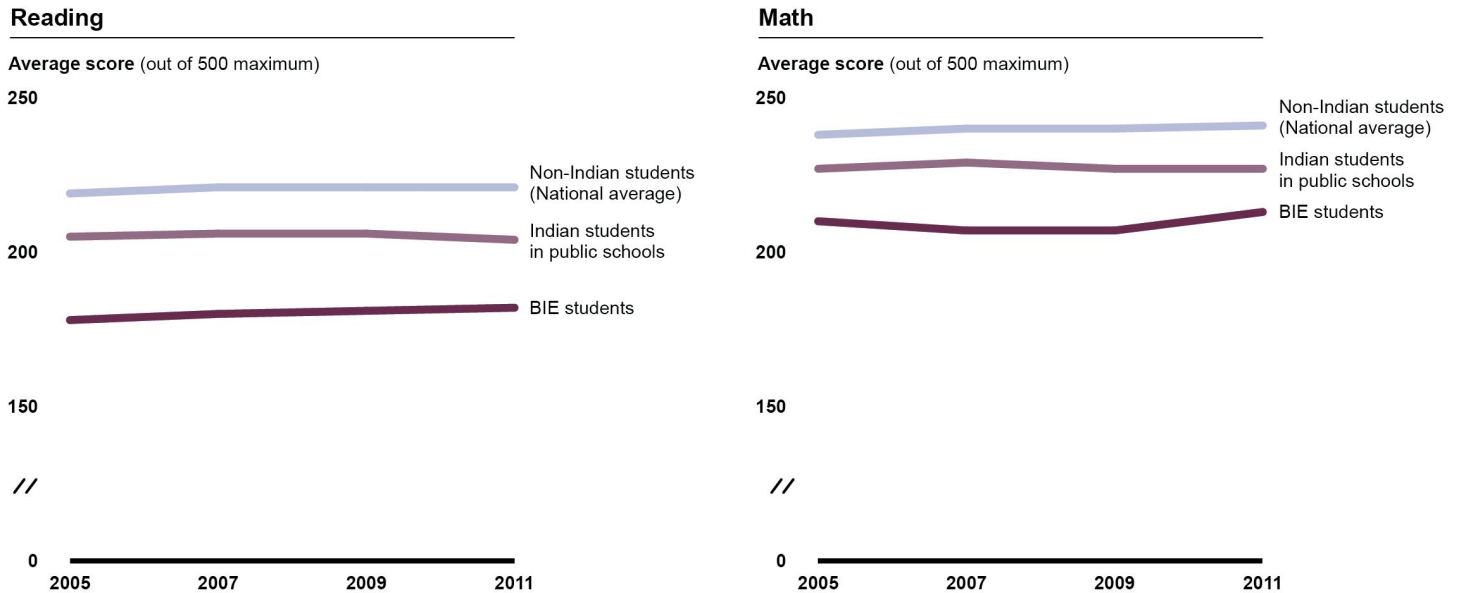 Reading
Average score (out of 500 maximum)
250
200
150
0
2005 2007 2009 2011
Non-Indian students
(National average)
Indian students
in public schools
BIE students
Math
Average score (out of 500 maximum)
250
200
150
0
2005 2007 2009 2011
Non-Indian students
(National average)
Indian students
in public schools
BIE students